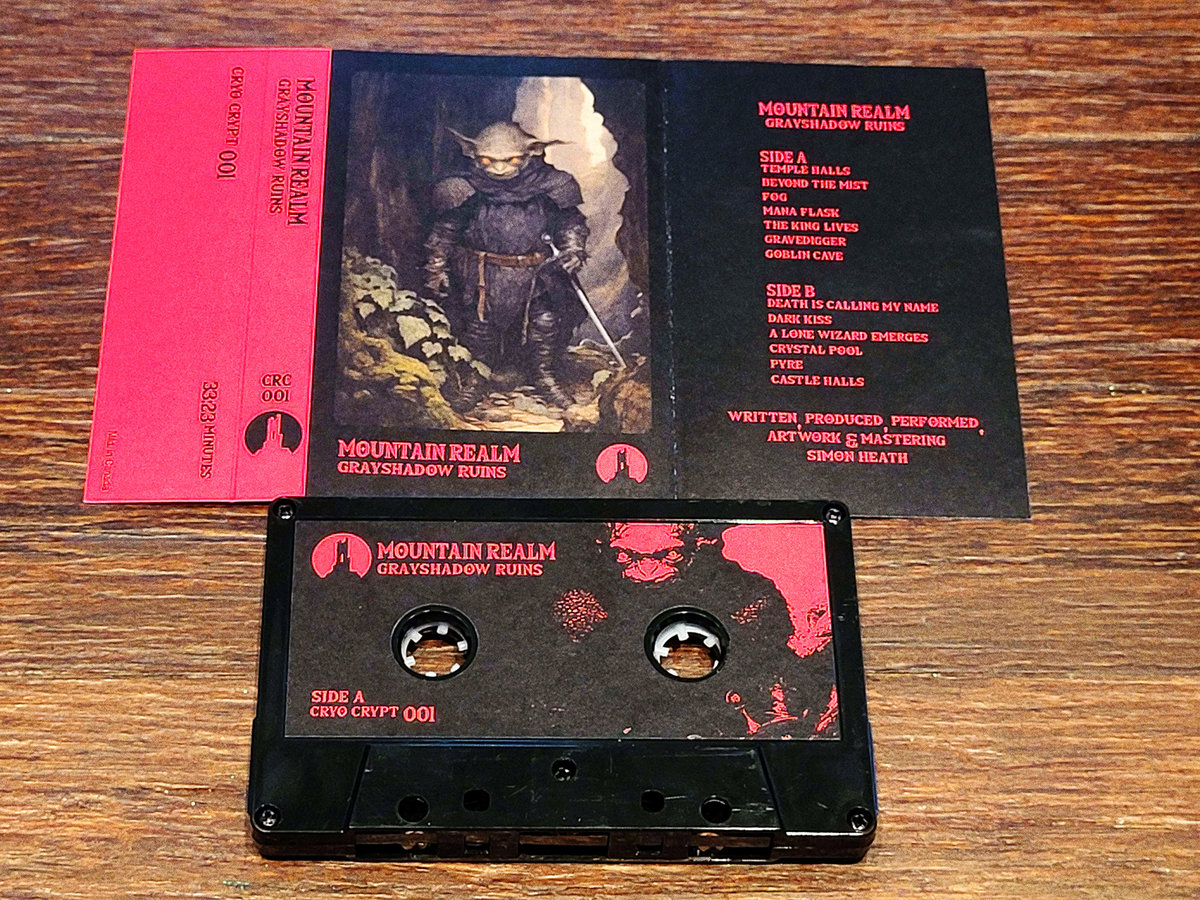 MOUNTAIN REALM
GRAYSHADOW RUINS
CRYO CRYPT 001
CRC
001
33:23 MINUTES
MOUNTAIN REALM
GRAYSHADOW RUINS
MOUNTAIN REALM
GRAYSHADOW RUINS
SIDE A
TEMPLE HALLS
BEYOND THE MIST
FOG
MANA FLASK
THE KING LIVES
GRAVEDIGGER
GOBLIN CAVE
SIDE B
DEATH IS CALLING MY NAME
DARK KISS
A LONE WIZARD EMERGES
CRYSTAL POOL
PYRE
CASTLE HALLS
WRITTEN, PRODUCED, PERFORMED,
ARTWORK & MASTERING
SIMON HEATH
MOUNTAIN REALM
GRAYSHADOW RUINS
SIDE A
CRYO CRYPT 001